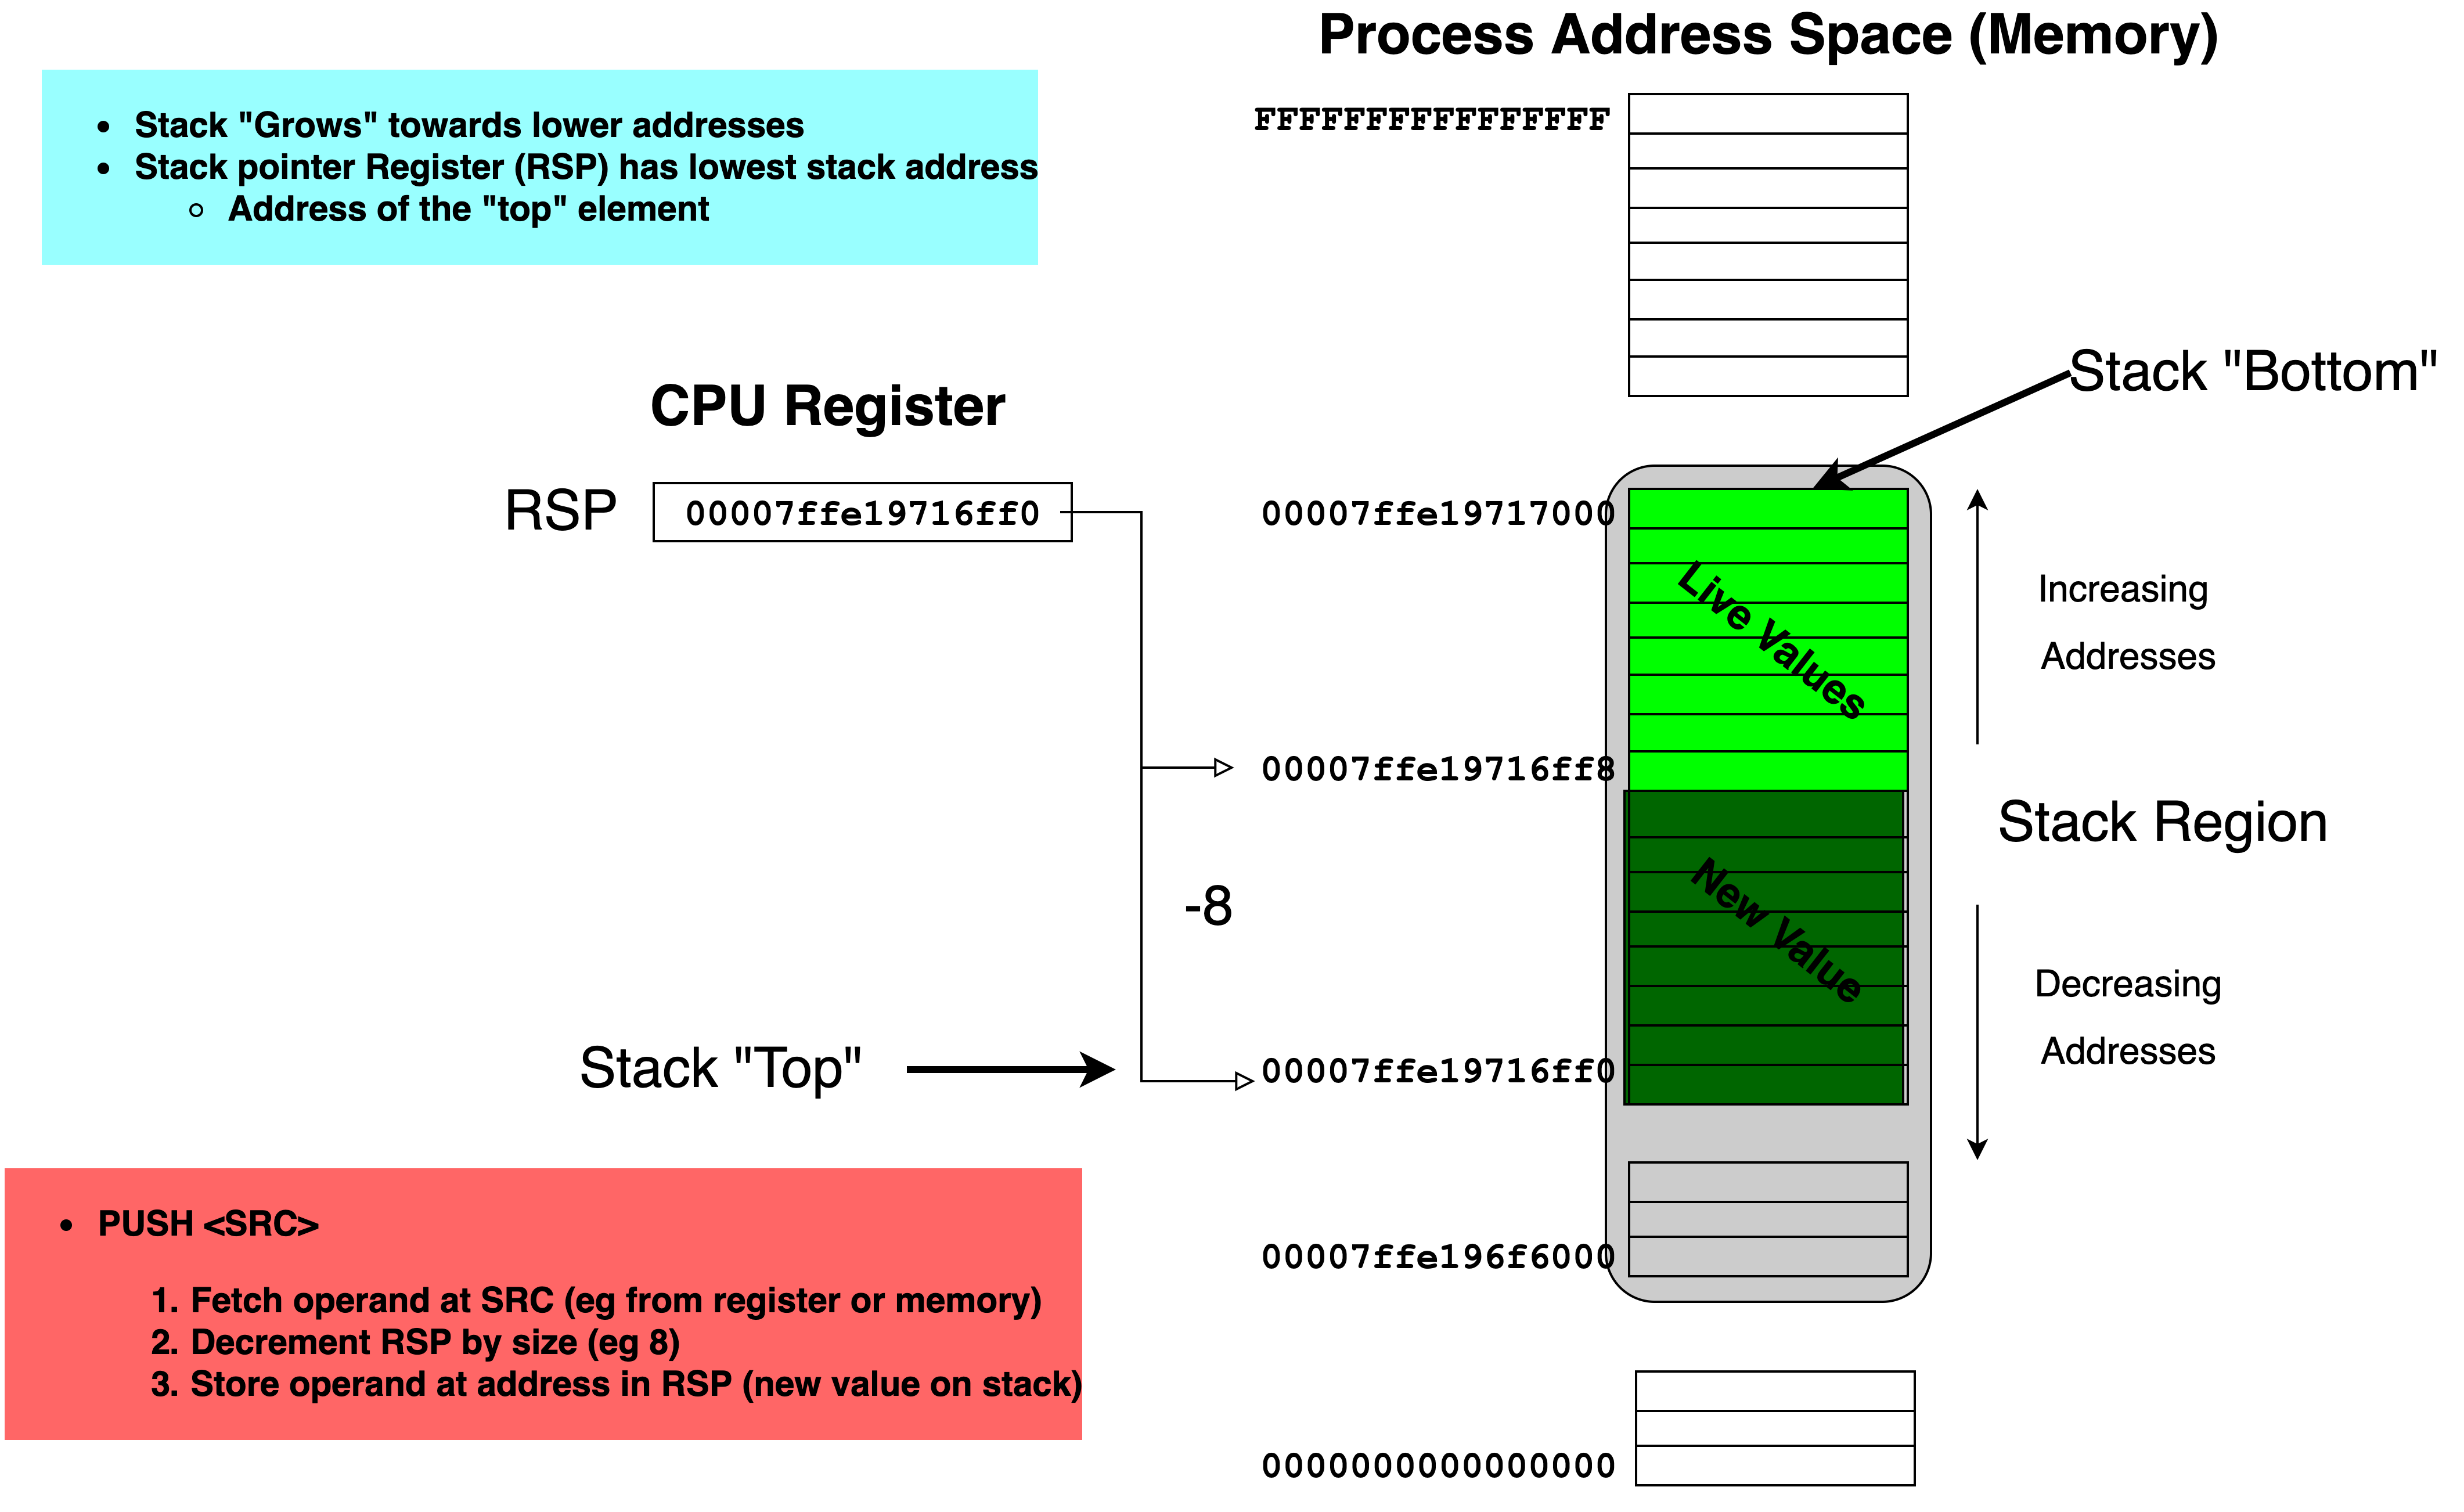 Process Address Space (Memory)
• Stack "Grows" towards lower addresses
• Stack pointer Register (RSP) has lowest stack address
○ Address of the "top" element
FFFFFFFFFFFFFFFF
Stack "Bottom"
CPU Register
RSP
00007ffe19716ff0
00007ffe19717000
Live Values
Increasing
Addresses
00007ffe19716ff8
Stack Region
-8
New Value
Decreasing
Addresses
Stack "Top"
00007ffe19716ff0
• PUSH <SRC>
1. Fetch operand at SRC (eg from register or memory)
2. Decrement RSP by size (eg 8)
3. Store operand at address in RSP (new value on stack)
00007ffe196f6000
0000000000000000